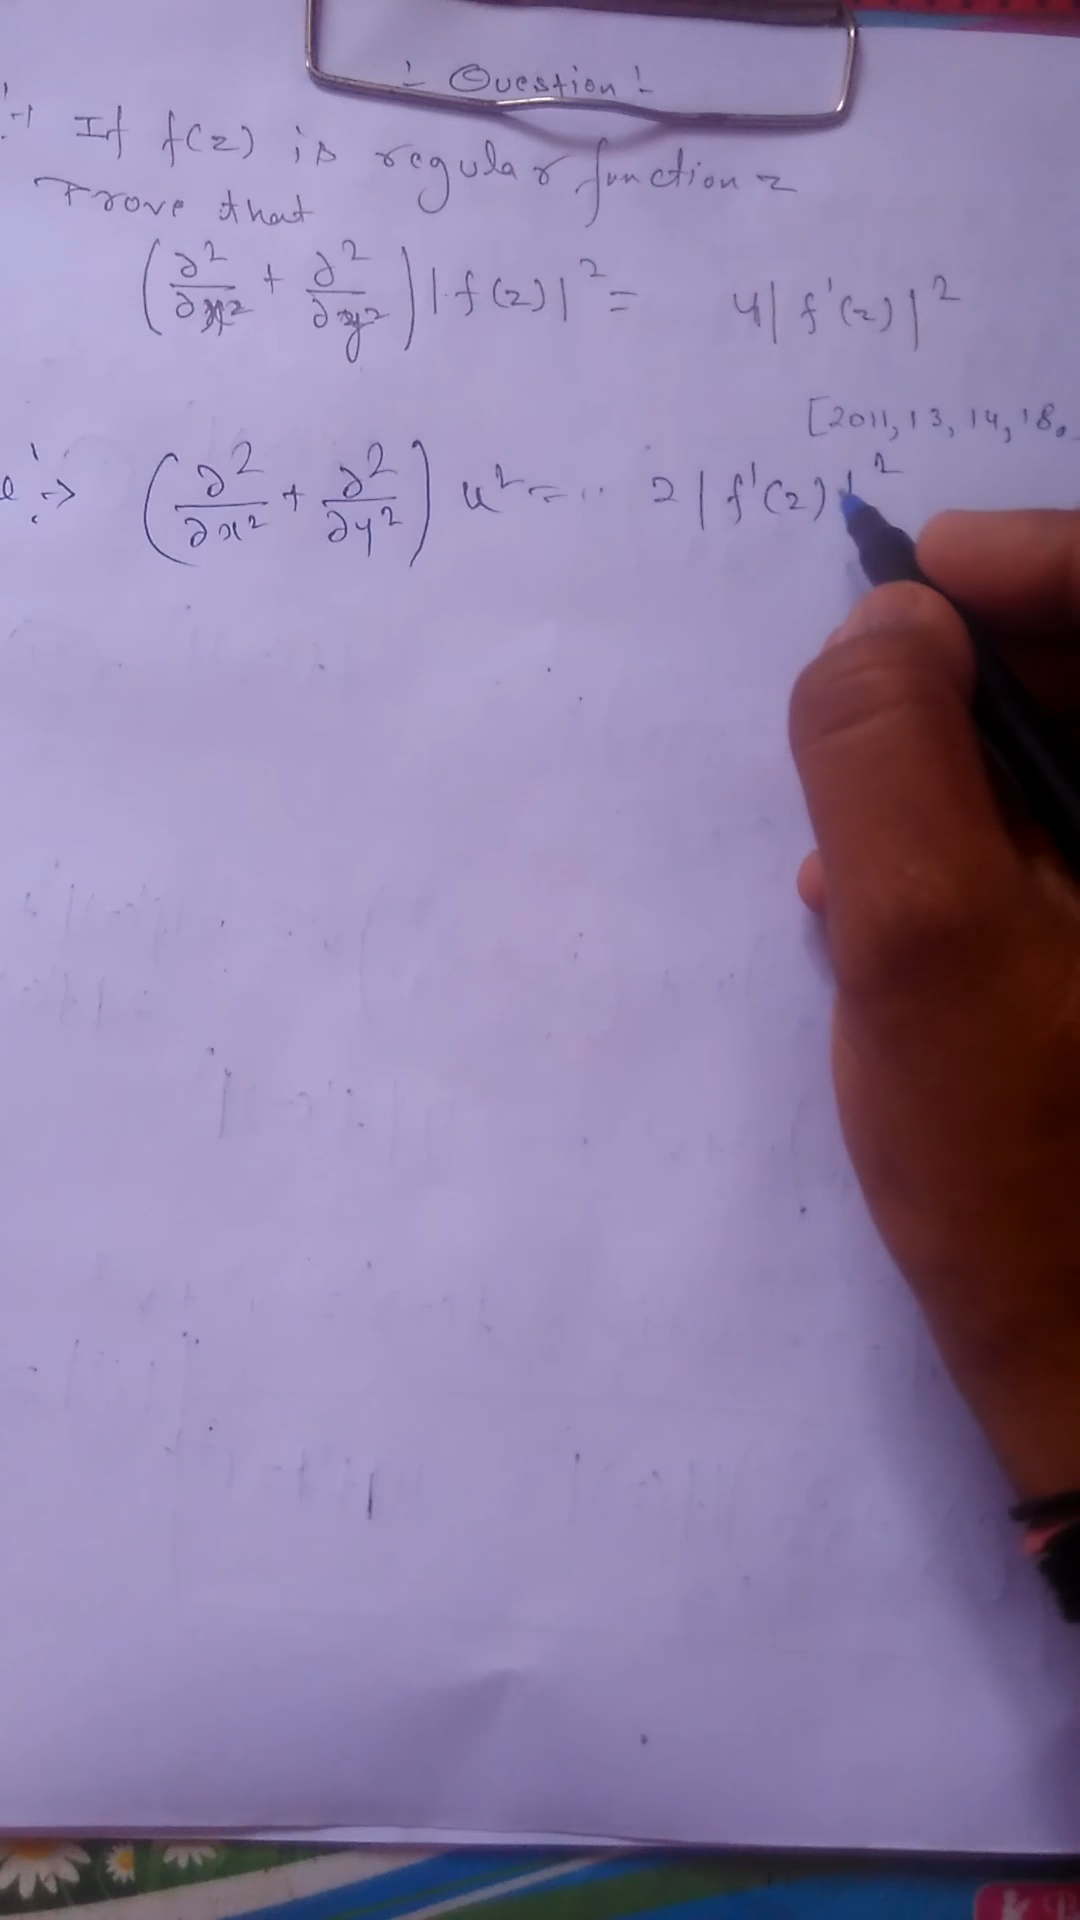 :- Question :-
If f(z) is regular function z
Prove that
(∂²/∂x² + ∂²/∂y²) |f(z)|² = 4|f'(z)|²
[2011, 13, 14, 18,
:→ (∂²/∂x² + ∂²/∂y²) u² = 2|f'(z)|²